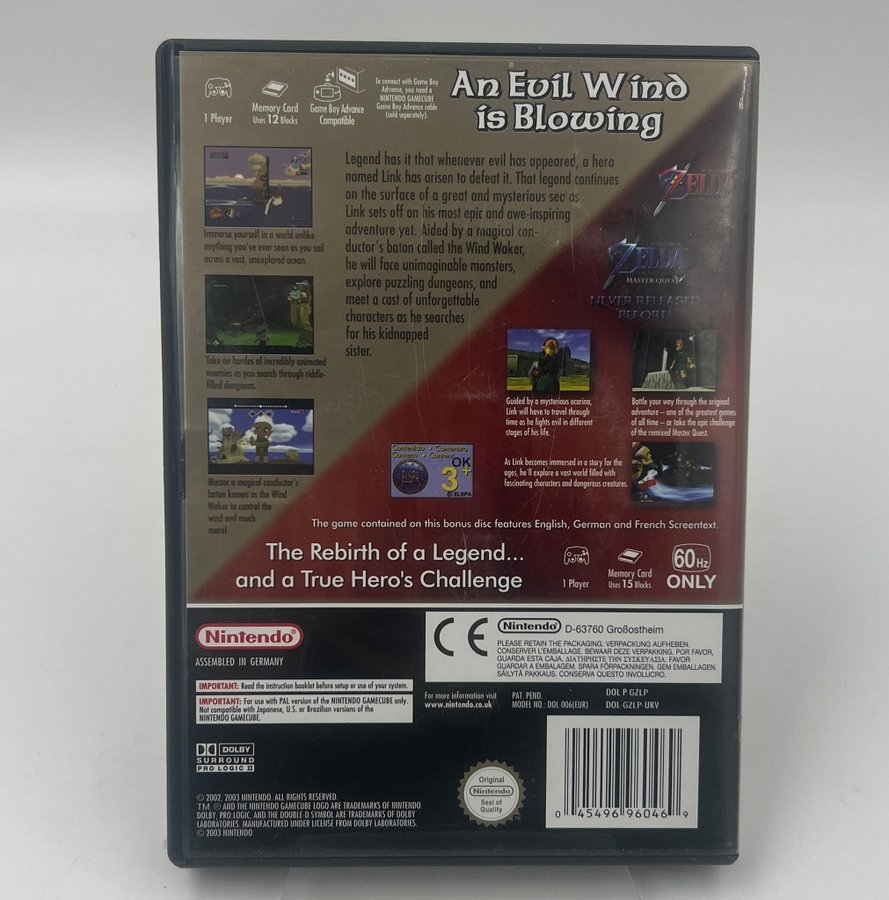 An Evil Wind
is Blowing
1 Player
Memory Card
Uses 12 Blocks
Game Boy Advance
Compatible
To connect with Game Boy
Advance, you need a
NINTENDO GAMECUBE
Game Boy Advance cable
(sold separately).
Legend has it that whenever evil has appeared, a hero
named Link has arisen to defeat it. That legend continues
on the surface of a great and mysterious sea as
Link sets off on his most epic and awe-inspiring
adventure yet. Aided by a magical con-
ductor's baton called the Wind Waker,
he will face unimaginable monsters,
explore puzzling dungeons, and
meet a cast of unforgettable
characters as he searches
for his kidnapped
sister.
Immerse yourself in a world unlike
anything you've ever seen as you sail
across a vast, unexplored ocean.
Take on hordes of incredibly animated
enemies as you search through riddle-
filled dungeons.
Master a magical conductor's
baton known as the Wind
Waker to control the
wind and much
more!
ZELDA
ZELDA
MASTER QUEST
NEVER RELEASED
BEFORE!
Guided by a mysterious ocarina,
Link will have to travel through
time as he fights evil in different
stages of his life.
Battle your way through the original
adventure – one of the greatest games
of all time – or take the epic challenge
of the remixed Master Quest.
As Link becomes immersed in a story for the
ages, he'll explore a vast world filled with
fascinating characters and dangerous creatures.
Contenido • Contenuto
Conteúdo • Content
ELSPA
OK
3+
© ELSPA
The game contained on this bonus disc features English, German and French Screentext.
The Rebirth of a Legend...
and a True Hero's Challenge
1 Player
Memory Card
Uses 15 Blocks
60Hz
ONLY
Nintendo
ASSEMBLED IN GERMANY
CE
Nintendo D-63760 Großostheim
PLEASE RETAIN THE PACKAGING. VERPACKUNG AUFHEBEN.
CONSERVER L'EMBALLAGE. BEWAAR DEZE VERPAKKING. POR FAVOR,
GUARDA ESTA CAJA. ΔΙΑΤΗΡΗΣΤΕ ΤΗΝ ΣΥΣΚΕΥΑΣΙΑ. FAVOR
GUARDAR A EMBALAGEM. SPARA FÖRPACKNINGEN. GEM EMBALLAGEN.
SÄILYTÄ PAKKAUS. CONSERVA QUESTO INVOLUCRO.
IMPORTANT: Read the instruction booklet before setup or use of your system.
IMPORTANT: For use with PAL version of the NINTENDO GAMECUBE only.
Not compatible with Japanese, U.S. or Brazilian versions of the
NINTENDO GAMECUBE.
For more information visit
www.nintendo.co.uk
PAT. PEND.
MODEL NO.: DOL-006(EUR)
DOL P GZLP
DOL-GZLP-UKV
DOLBY
SURROUND
PRO LOGIC II
© 2002, 2003 NINTENDO. ALL RIGHTS RESERVED.
TM, ® AND THE NINTENDO GAMECUBE LOGO ARE TRADEMARKS OF NINTENDO.
DOLBY, PRO LOGIC, AND THE DOUBLE D SYMBOL ARE TRADEMARKS OF DOLBY
LABORATORIES. MANUFACTURED UNDER LICENSE FROM DOLBY LABORATORIES.
© 2003 NINTENDO.
Original
Nintendo
Seal of
Quality
0 45496 96046 9